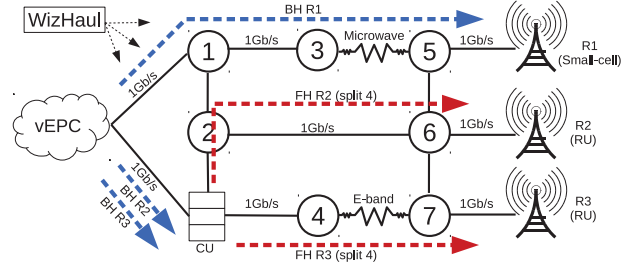 WizHaul
BH R1
1
1Gb/s
3
Microwave
5
1Gb/s
R1
(Small-cell)
1Gb/s
vEPC
FH R2 (split 4)
2
1Gb/s
6
1Gb/s
R2
(RU)
1Gb/s
BH R2
BH R3
CU
1Gb/s
4
E-band
7
1Gb/s
R3
(RU)
FH R3 (split 4)